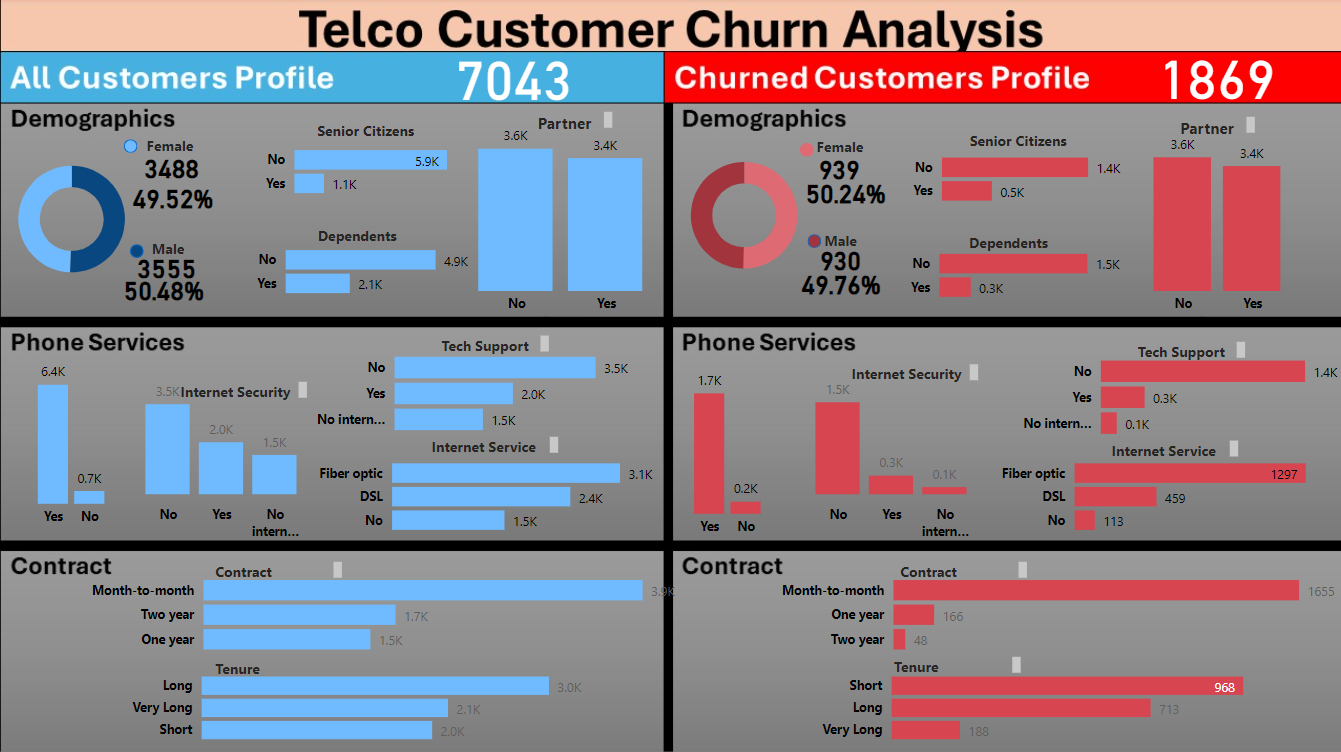 Telco Customer Churn Analysis
All Customers Profile 7043
Demographics
Female
3488
49.52%
Male
3555
50.48%
Senior Citizens
No 5.9K
Yes 1.1K
Dependents
No 4.9K
Yes 2.1K
Partner
3.6K 3.4K
No Yes
Phone Services
6.4K 0.7K
Yes No
Internet Security
3.5K 2.0K 1.5K
No Yes No intern...
Tech Support
No 3.5K
Yes 2.0K
No intern... 1.5K
Internet Service
Fiber optic 3.1K
DSL 2.4K
No 1.5K
Contract
Contract
Month-to-month 3.9K
Two year 1.7K
One year 1.5K
Tenure
Long 3.0K
Very Long 2.1K
Short 2.0K
Churned Customers Profile 1869
Demographics
Female
939
50.24%
Male
930
49.76%
Senior Citizens
No 1.4K
Yes 0.5K
Dependents
No 1.5K
Yes 0.3K
Partner
3.6K 3.4K
No Yes
Phone Services
1.7K 0.2K
Yes No
Internet Security
1.5K 0.3K 0.1K
No Yes No intern...
Tech Support
No 1.4K
Yes 0.3K
No intern... 0.1K
Internet Service
Fiber optic 1297
DSL 459
No 113
Contract
Contract
Month-to-month 1655
One year 166
Two year 48
Tenure
Short 968
Long 713
Very Long 188